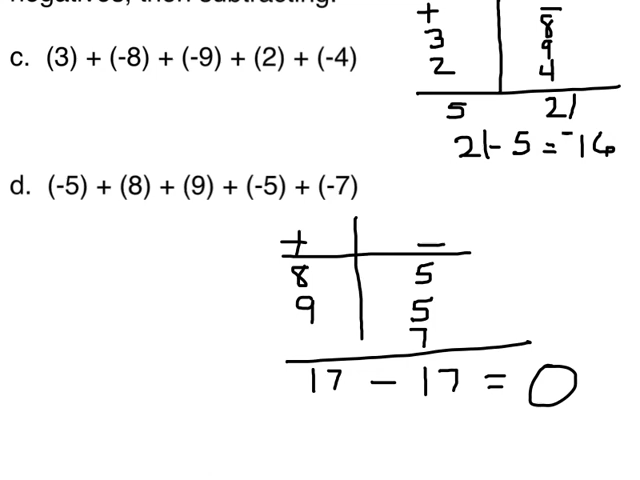 negatives, then subtracting.
+ −
8
c. (3) + (-8) + (-9) + (2) + (-4)
3 9
2 4
5 21
21 - 5 = -16
d. (-5) + (8) + (9) + (-5) + (-7)
+ −
8 5
9 5
7
17 − 17 = 0